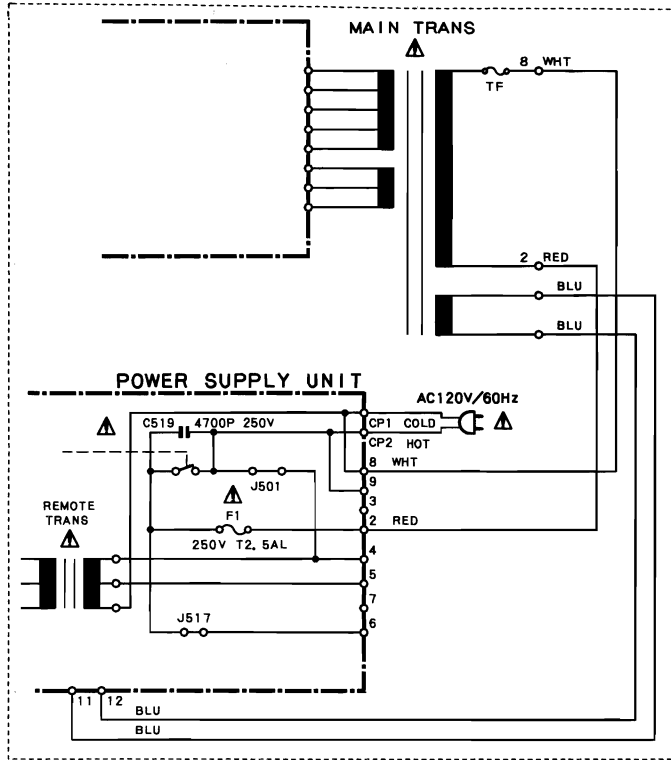 MAIN TRANS
8 WHT
TF
2 RED
BLU
BLU
POWER SUPPLY UNIT
AC120V/60Hz
C519 4700P 250V
CP1 COLD
CP2 HOT
8 WHT
J501
9
3
REMOTE
TRANS
F1
2 RED
250V T2.5AL
4
5
7
J517
6
11 12
BLU
BLU